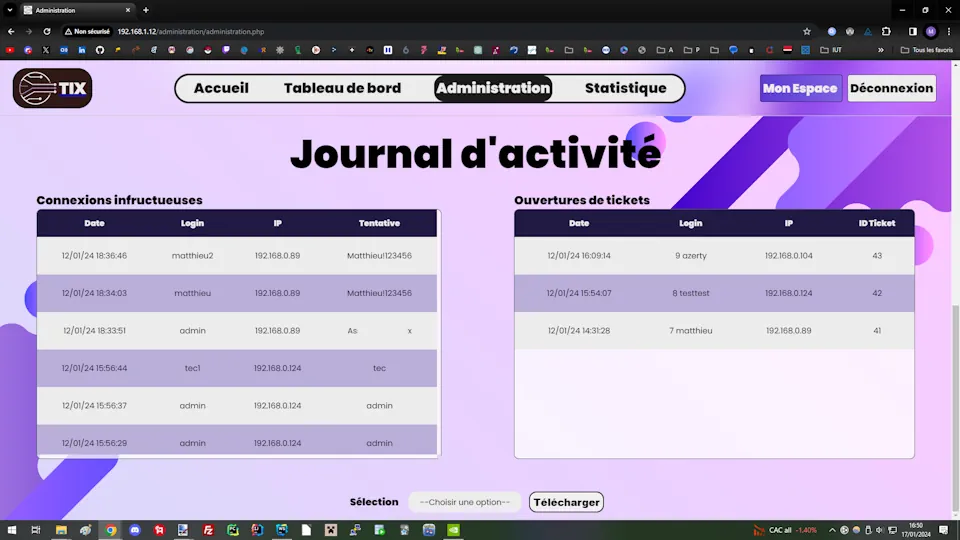 Administration
Non sécurisé 192.168.1.12/administration/administration.php
A P IUT Tous les favoris
TIX Accueil Tableau de bord Administration Statistique Mon Espace Déconnexion
Journal d'activité
Connexions infructueuses
Date Login IP Tentative
12/01/24 18:36:46 matthieu2 192.168.0.89 Matthieu!123456
12/01/24 18:34:03 matthieu 192.168.0.89 Matthieu!123456
12/01/24 18:33:51 admin 192.168.0.89 As x
12/01/24 15:56:44 tec1 192.168.0.124 tec
12/01/24 15:56:37 admin 192.168.0.124 admin
12/01/24 15:56:29 admin 192.168.0.124 admin
Ouvertures de tickets
Date Login IP ID Ticket
12/01/24 16:09:14 9 azerty 192.168.0.104 43
12/01/24 15:54:07 8 testtest 192.168.0.124 42
12/01/24 14:31:28 7 matthieu 192.168.0.89 41
Sélection --Choisir une option-- Télécharger
CAC all -1.40%
16:50
17/01/2024